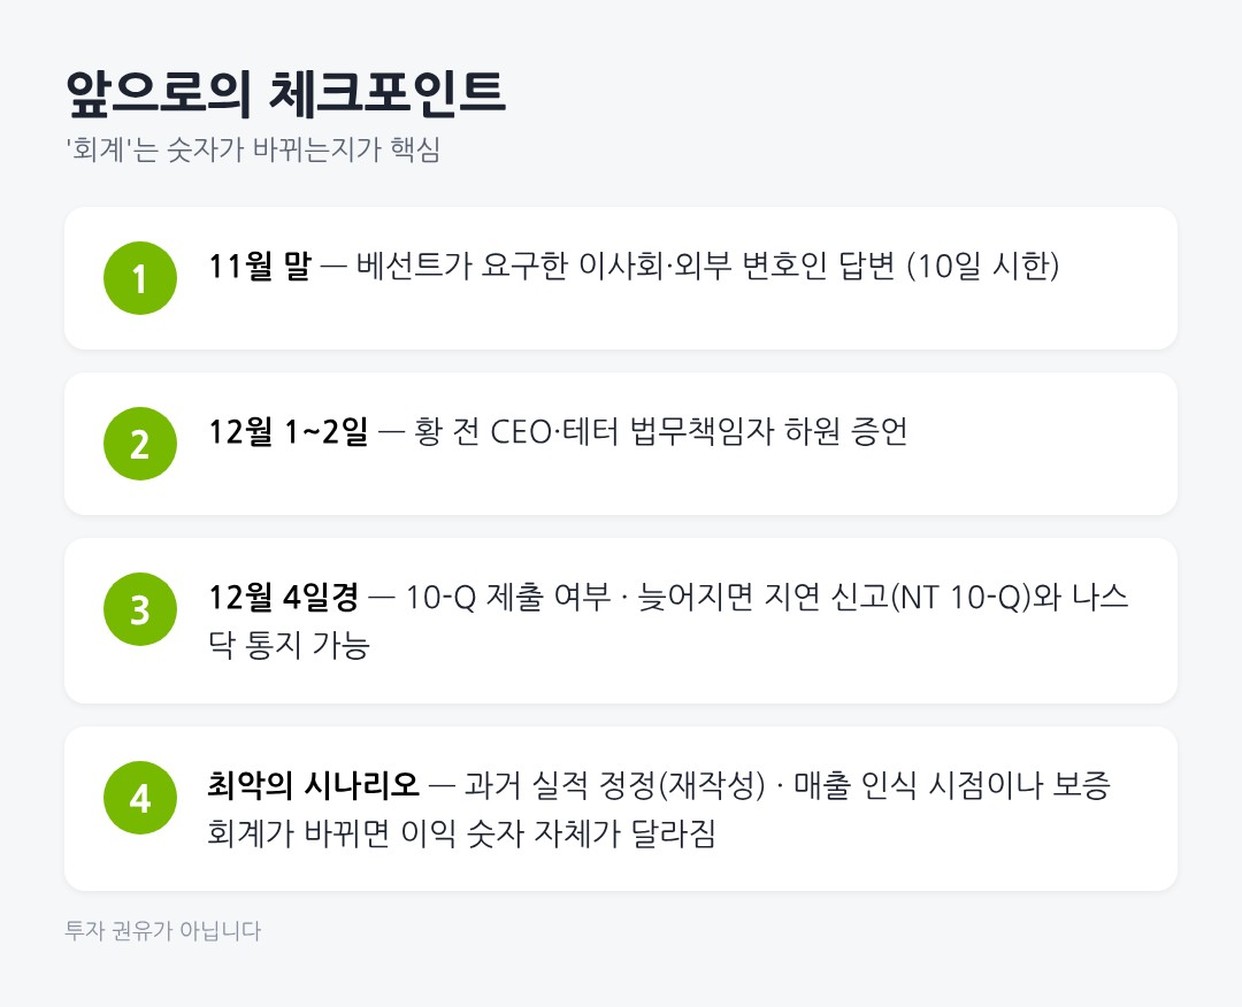 앞으로의 체크포인트
'회계'는 숫자가 바뀌는지가 핵심
1
11월 말 — 베선트가 요구한 이사회·외부 변호인 답변 (10일 시한)
2
12월 1~2일 — 황 전 CEO·테터 법무책임자 하원 증언
3
12월 4일경 — 10-Q 제출 여부 · 늦어지면 지연 신고(NT 10-Q)와 나스
닥 통지 가능
4
최악의 시나리오 — 과거 실적 정정(재작성) · 매출 인식 시점이나 보증
회계가 바뀌면 이익 숫자 자체가 달라짐
투자 권유가 아닙니다